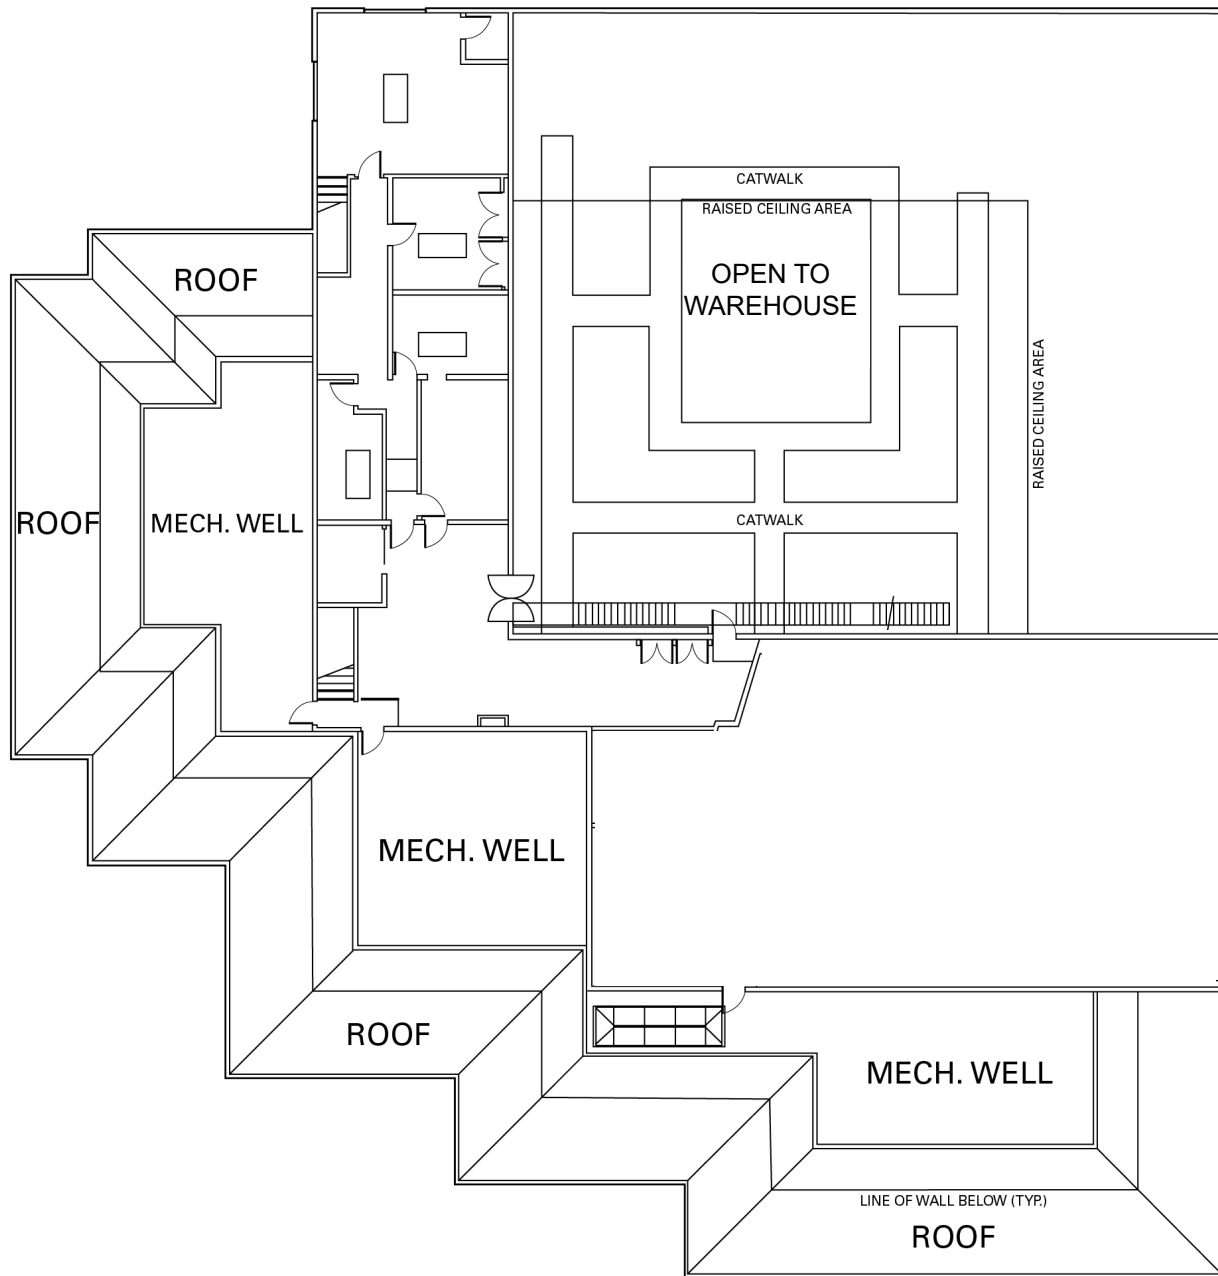 CATWALK
RAISED CEILING AREA
OPEN TO
WAREHOUSE
ROOF
RAISED CEILING AREA
ROOF
MECH. WELL
CATWALK
MECH. WELL
ROOF
MECH. WELL
LINE OF WALL BELOW (TYP.)
ROOF